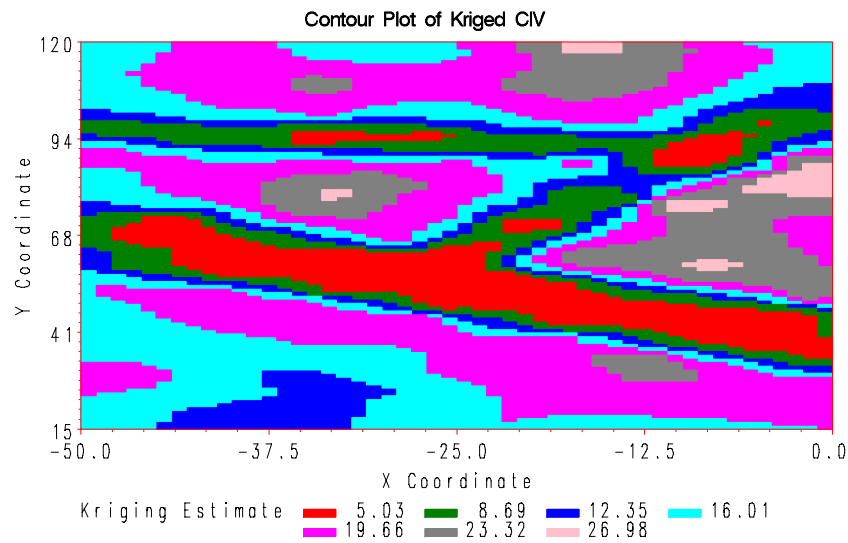 Contour Plot of Kriged CIV
120
94
68
41
15
Y Coordinate
-50.0 -37.5 -25.0 -12.5 0.0
X Coordinate
Kriging Estimate 5.03 8.69 12.35 16.01
19.66 23.32 26.98